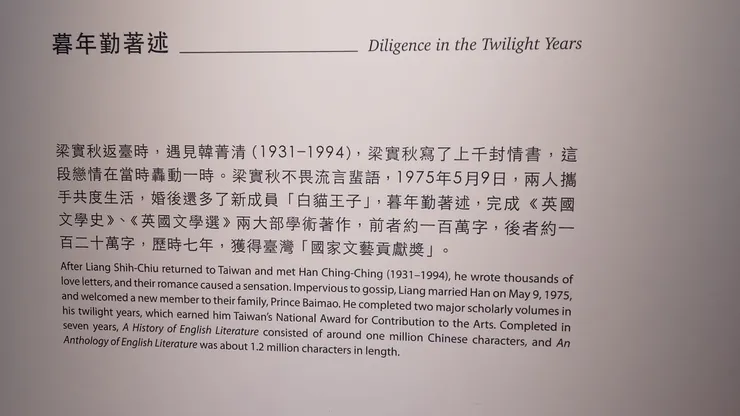 暮年勤著述 Diligence in the Twilight Years
梁實秋返臺時，遇見韓菁清 (1931–1994)，梁實秋寫了上千封情書，這
段戀情在當時轟動一時。梁實秋不畏流言蜚語，1975年5月9日，兩人攜
手共度生活，婚後還多了新成員「白貓王子」，暮年勤著述，完成《英國
文學史》、《英國文學選》兩大部學術著作，前者約一百萬字，後者約一
百二十萬字，歷時七年，獲得臺灣「國家文藝貢獻獎」。
After Liang Shih-Chiu returned to Taiwan and met Han Ching-Ching (1931–1994), he wrote thousands of
love letters, and their romance caused a sensation. Impervious to gossip, Liang married Han on May 9, 1975,
and welcomed a new member to their family, Prince Baimao. He completed two major scholarly volumes in
his twilight years, which earned him Taiwan's National Award for Contribution to the Arts. Completed in
seven years, A History of English Literature consisted of around one million Chinese characters, and An
Anthology of English Literature was about 1.2 million characters in length.